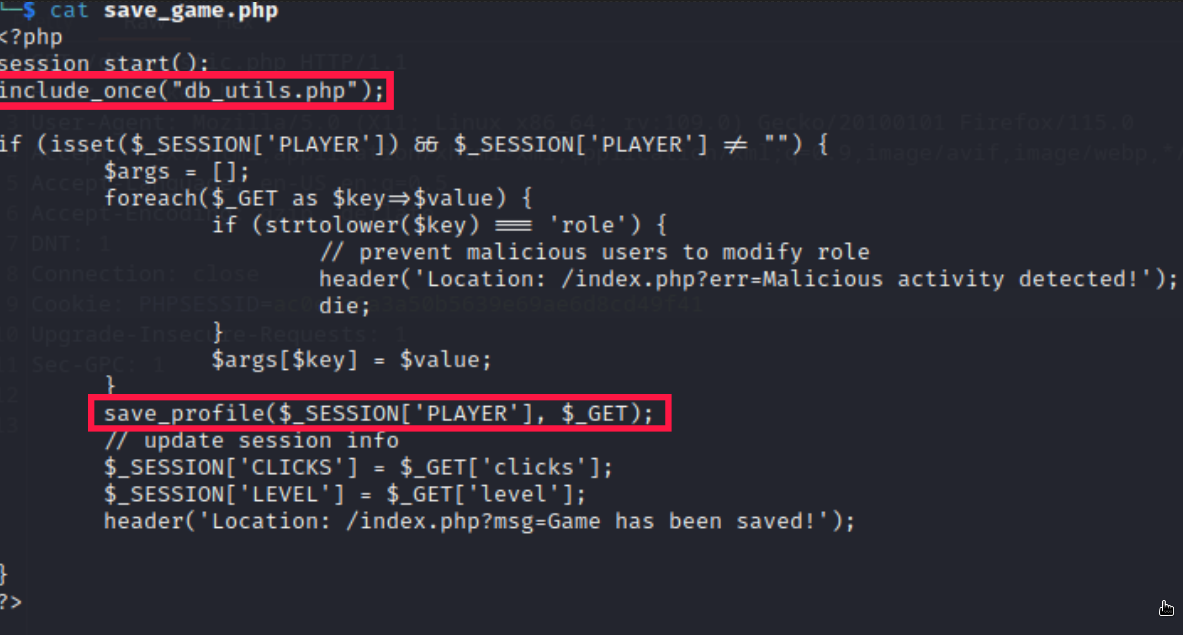 └─$ cat save_game.php
<?php
session_start();
include_once("db_utils.php");
if (isset($_SESSION['PLAYER']) && $_SESSION['PLAYER'] != "") {
$args = [];
foreach($_GET as $key=>$value) {
if (strtolower($key) === 'role') {
// prevent malicious users to modify role
header('Location: /index.php?err=Malicious activity detected!');
die;
}
$args[$key] = $value;
}
save_profile($_SESSION['PLAYER'], $_GET);
// update session info
$_SESSION['CLICKS'] = $_GET['clicks'];
$_SESSION['LEVEL'] = $_GET['level'];
header('Location: /index.php?msg=Game has been saved!');
}
?>